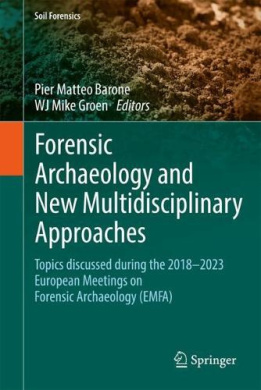 Soil Forensics
Pier Matteo Barone
WJ Mike Groen Editors
Forensic
Archaeology and
New Multidisciplinary
Approaches
Topics discussed during the 2018–2023
European Meetings on
Forensic Archaeology (EMFA)
Springer